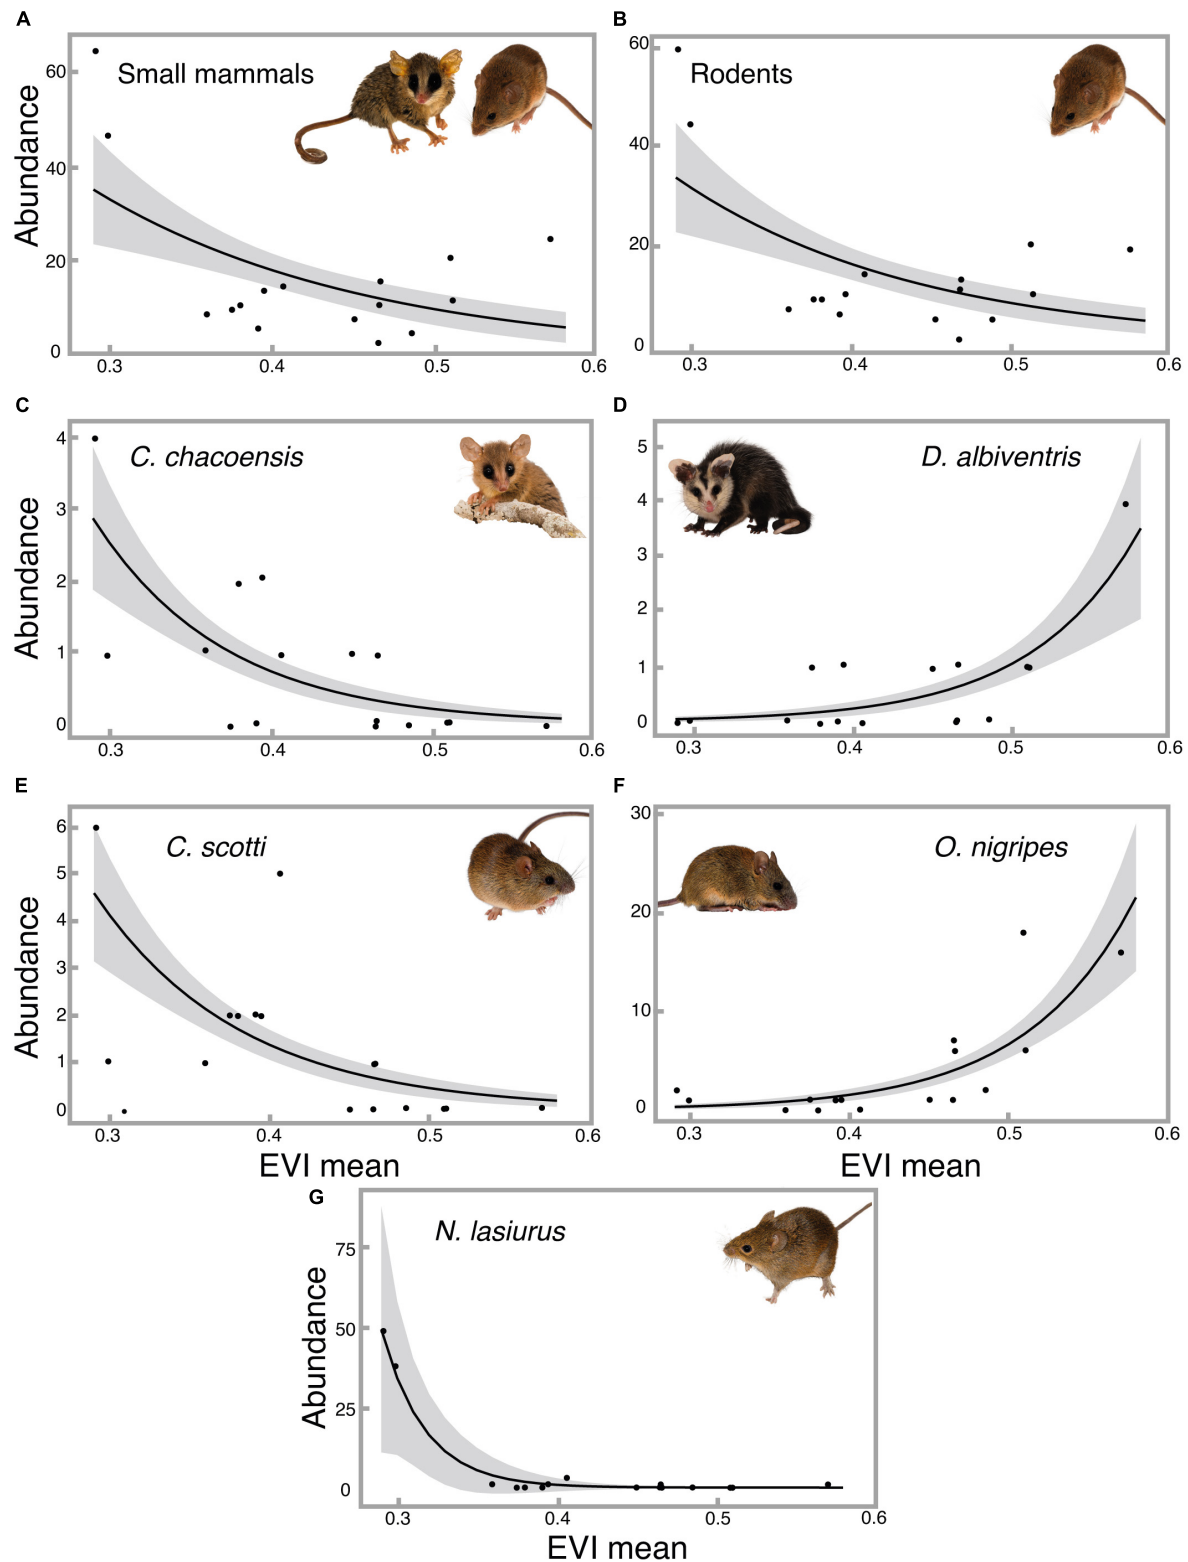 A
B
Small mammals
Rodents
Abundance
60
40
20
0
60
40
20
0
0.3 0.4 0.5 0.6
0.3 0.4 0.5 0.6
C
D
C. chacoensis
D. albiventris
Abundance
4
3
2
1
0
5
4
3
2
1
0
0.3 0.4 0.5 0.6
0.3 0.4 0.5 0.6
E
F
C. scotti
O. nigripes
Abundance
6
5
4
3
2
1
0
30
20
10
0
0.3 0.4 0.5 0.6
0.3 0.4 0.5 0.6
EVI mean
EVI mean
G
N. lasiurus
Abundance
75
50
25
0
0.3 0.4 0.5 0.6
EVI mean